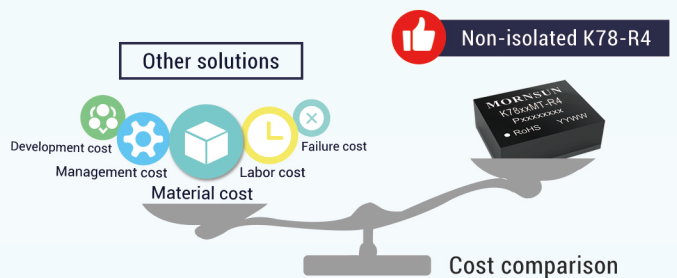 Non-isolated K78-R4
Other solutions
MORNSUN
K78xxMT-R4
Pxxxxxxxxx
RoHS YYWW
Development cost
Failure cost
Management cost
Labor cost
Material cost
Cost comparison